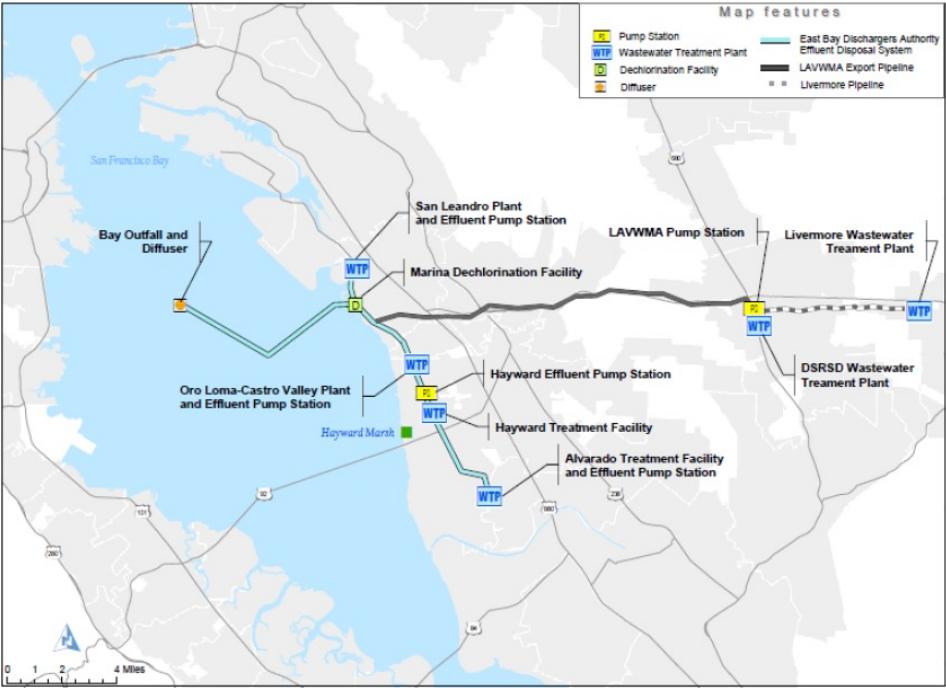 Map features
PS Pump Station
WTP Wastewater Treatment Plant
D Dechlorination Facility
Diffuser
East Bay Dischargers Authority
Effluent Disposal System
LAVWMA Export Pipeline
Livermore Pipeline
580
San Francisco Bay
San Leandro Plant
and Effluent Pump Station
Bay Outfall and
Diffuser
LAVWMA Pump Station
Livermore Wastewater
Treament Plant
WTP
Marina Dechlorination Facility
D
PS
WTP
WTP
WTP
Oro Loma-Castro Valley Plant
and Effluent Pump Station
Hayward Effluent Pump Station
PS
DSRSD Wastewater
Treament Plant
WTP
Hayward Treatment Facility
Hayward Marsh
Alvarado Treatment Facility
and Effluent Pump Station
WTP
92
238
680
101
280
84
N
0 1 2 4 Miles